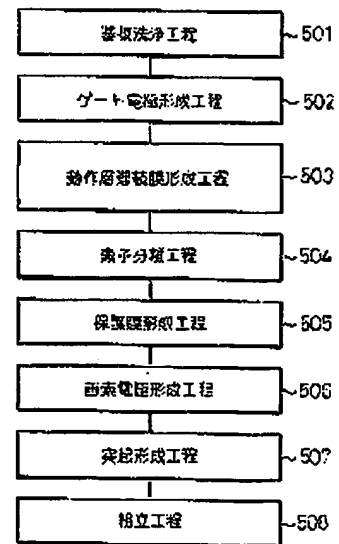 基板洗浄工程 501
ゲート電極形成工程 502
動作層薄膜形成工程 503
素子分離工程 504
保護膜形成工程 505
画素電極形成工程 506
突起形成工程 507
組立工程 508